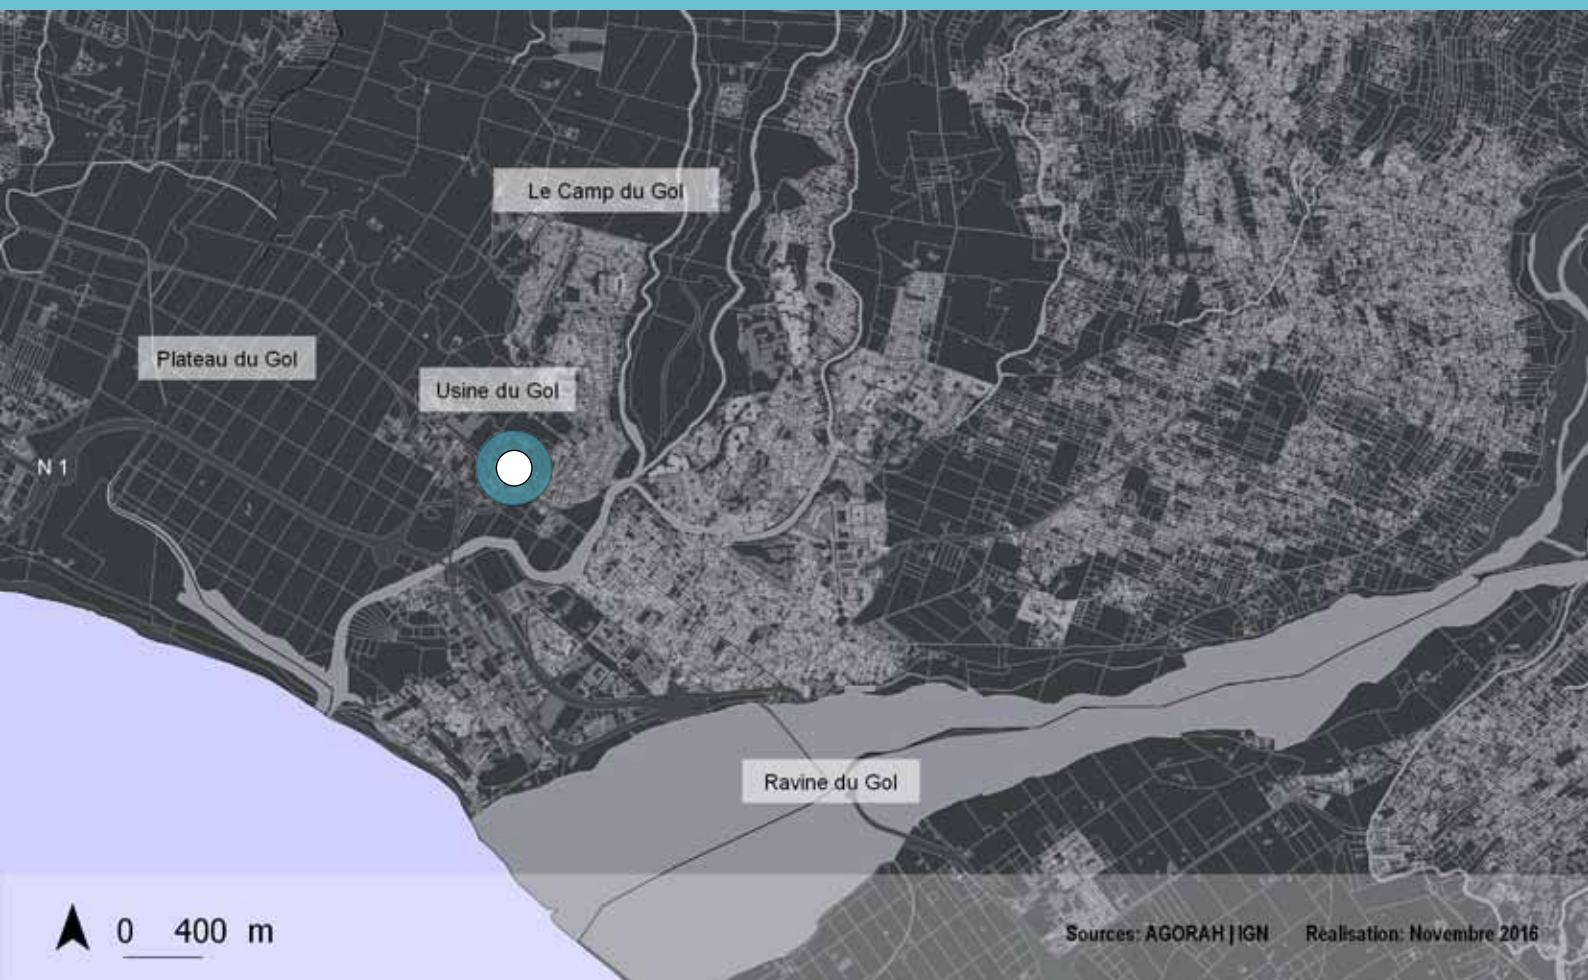 Le Camp du Gol
Plateau du Gol
Usine du Gol
N 1
Ravine du Gol
0 400 m
Sources: AGORAH | IGN Réalisation: Novembre 2016